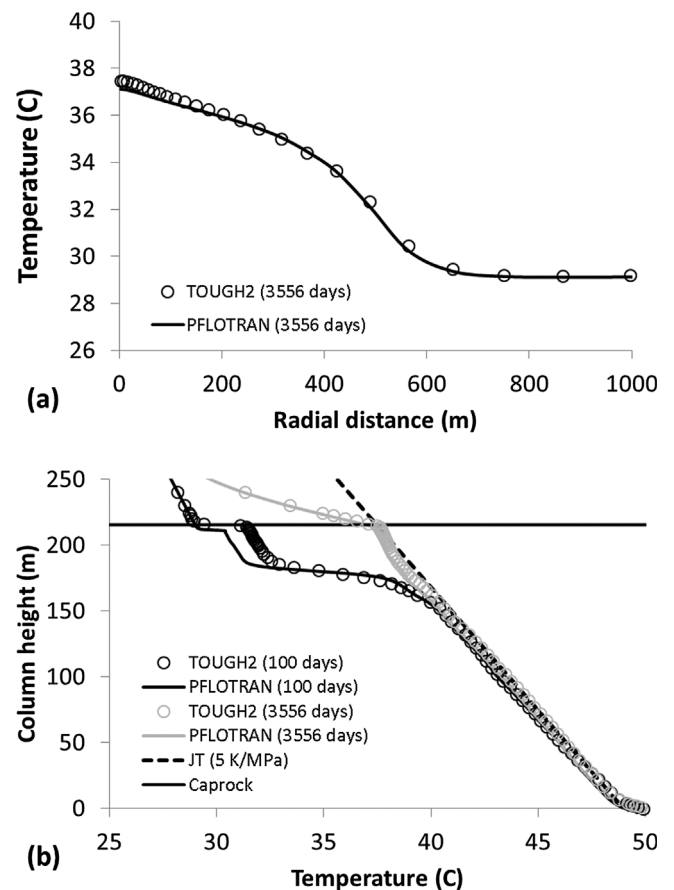 40
38
36
34
32
30
28
26
Temperature (C)
TOUGH2 (3556 days)
PFLOTRAN (3556 days)
0 200 400 600 800 1000
Radial distance (m)
(a)
250
200
150
100
50
0
Column height (m)
TOUGH2 (100 days)
PFLOTRAN (100 days)
TOUGH2 (3556 days)
PFLOTRAN (3556 days)
JT (5 K/MPa)
Caprock
25 30 35 40 45 50
Temperature (C)
(b)